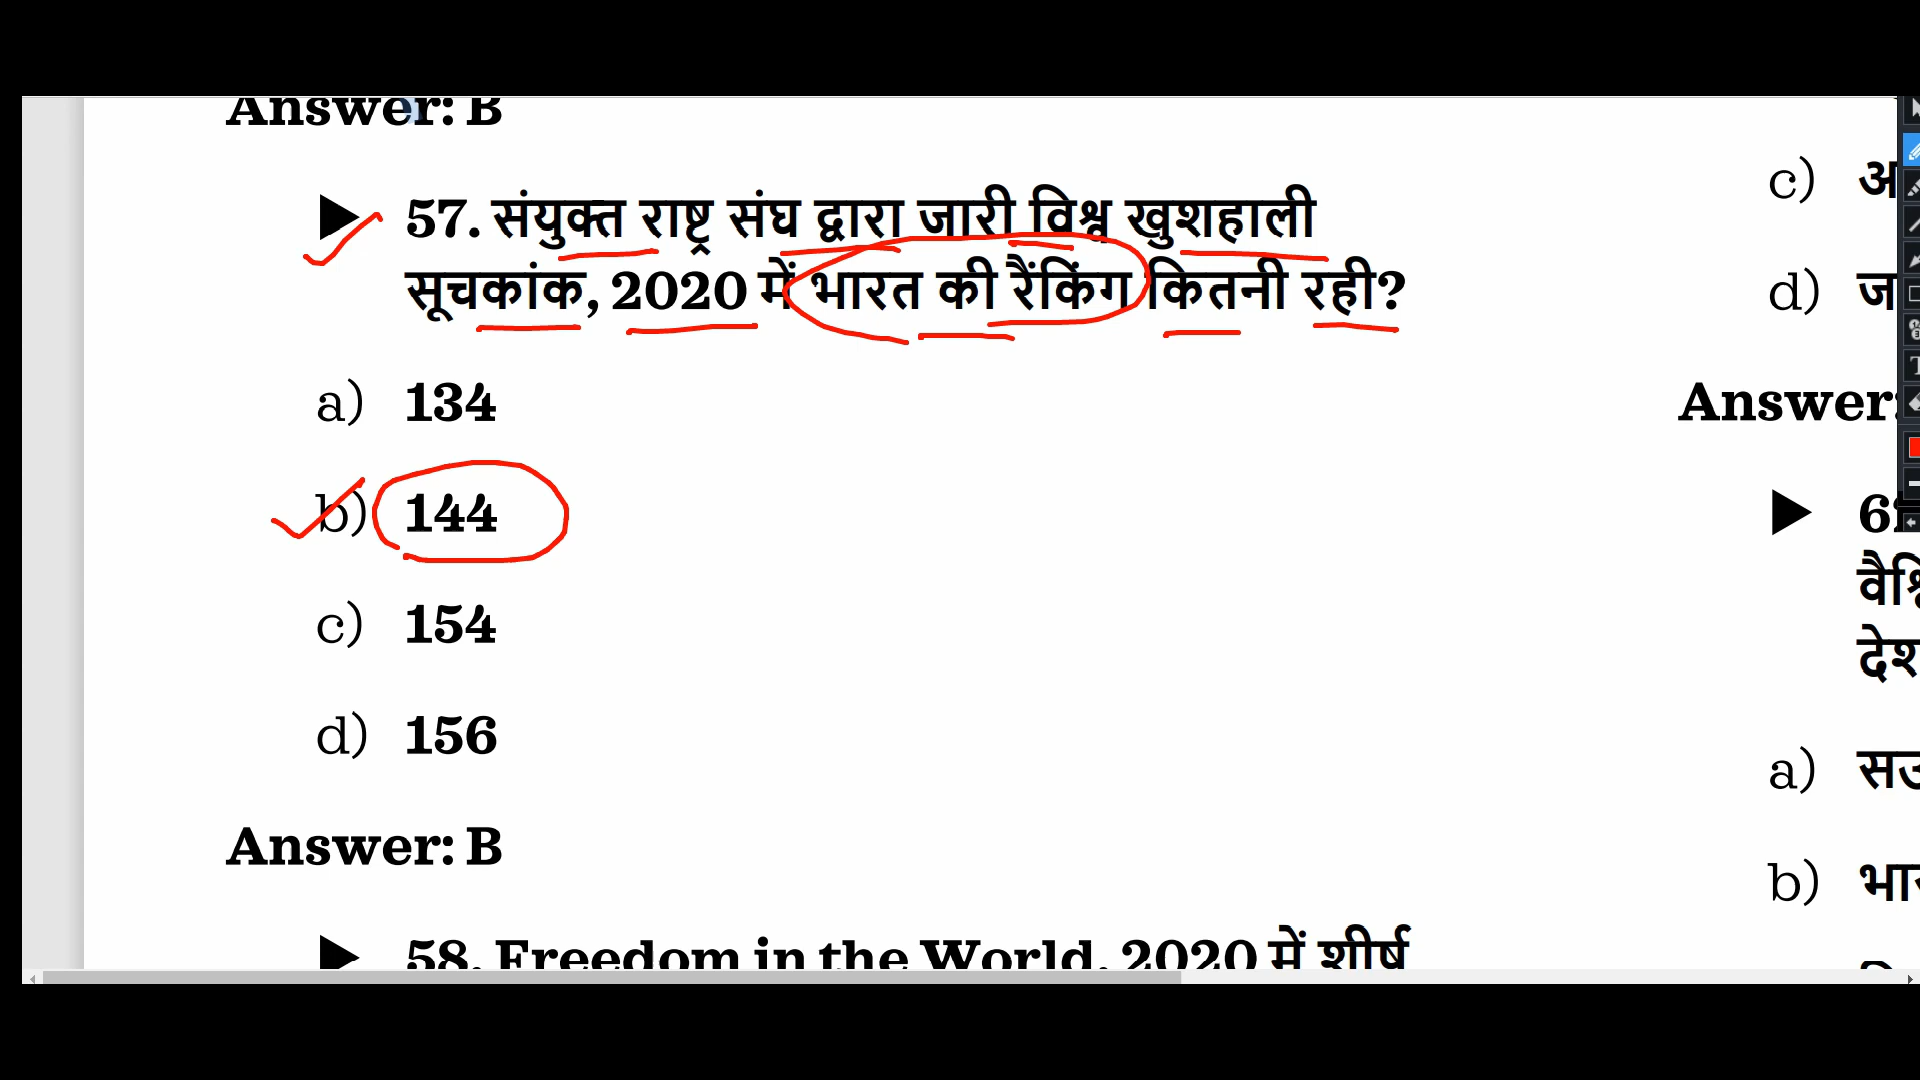 Answer: B
57. संयुक्त राष्ट्र संघ द्वारा जारी विश्व खुशहाली
सूचकांक, 2020 में भारत की रैंकिंग कितनी रही?
a) 134
b) 144
c) 154
d) 156
Answer: B
58. Freedom in the World, 2020 में शीर्ष
c)
d)
Answer:
a)
b)